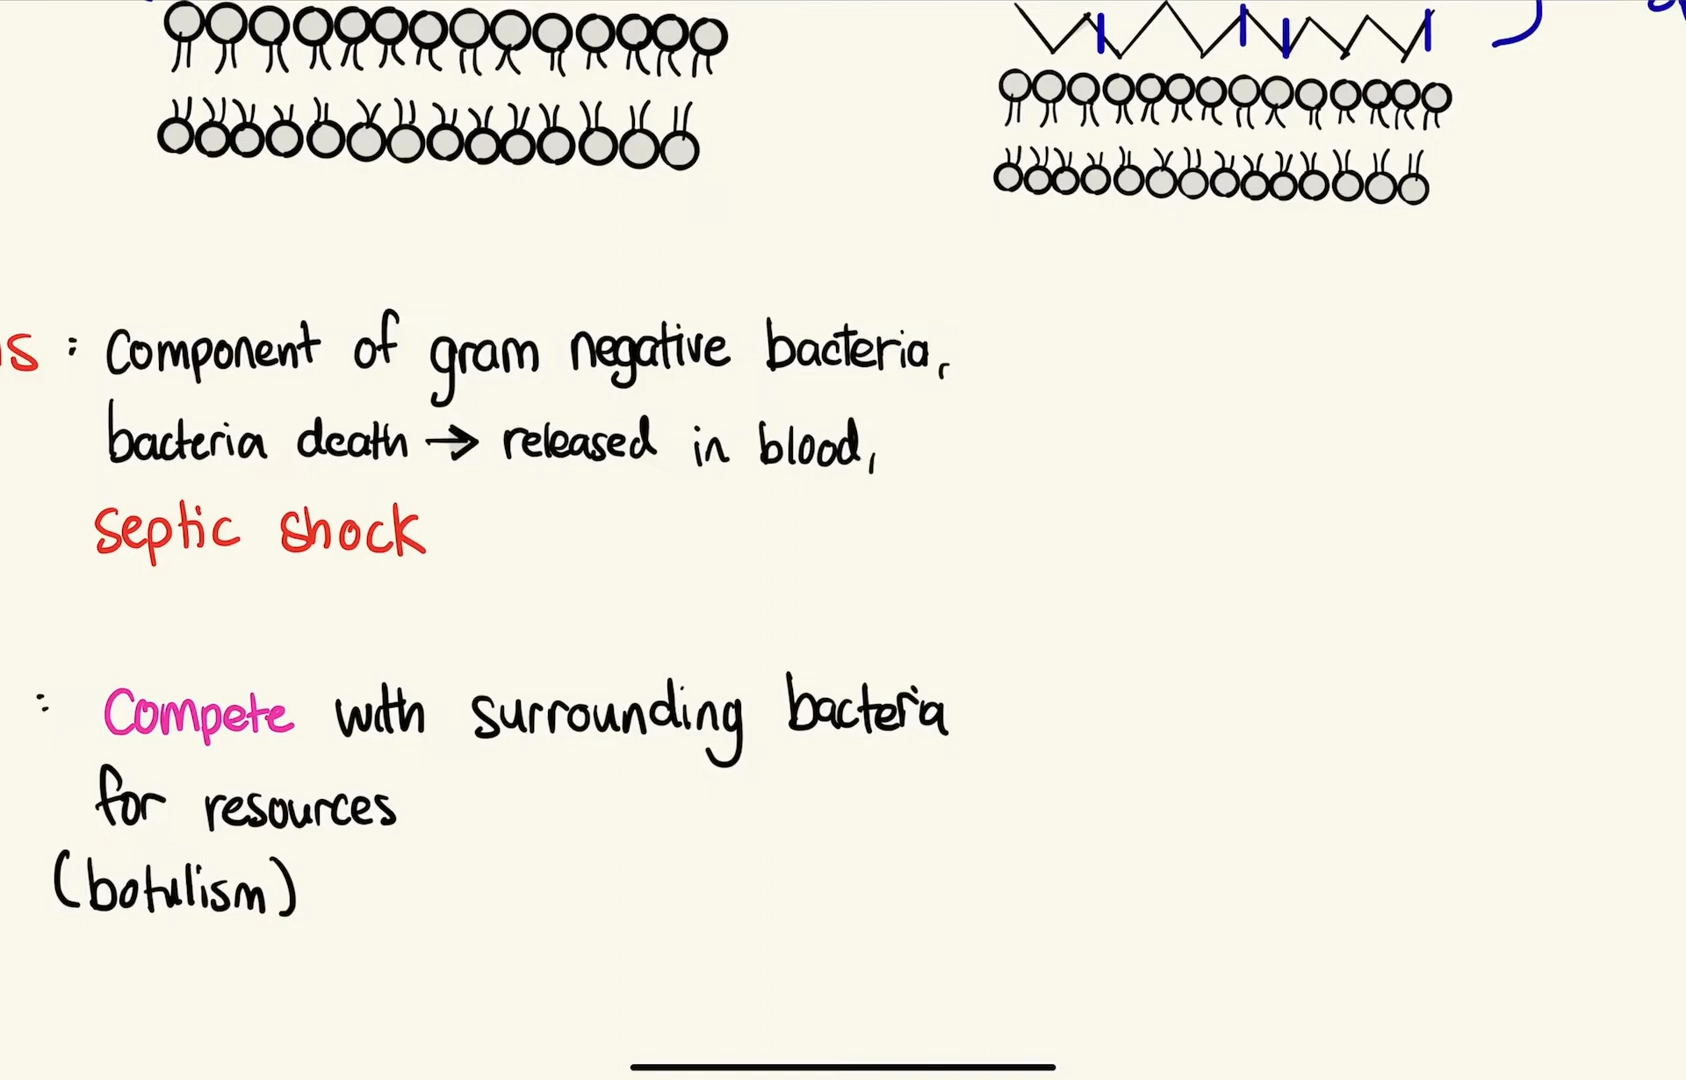 s : Component of gram negative bacteria,
bacteria death → released in blood,
septic shock
: Compete with surrounding bacteria
for resources
(botulism)